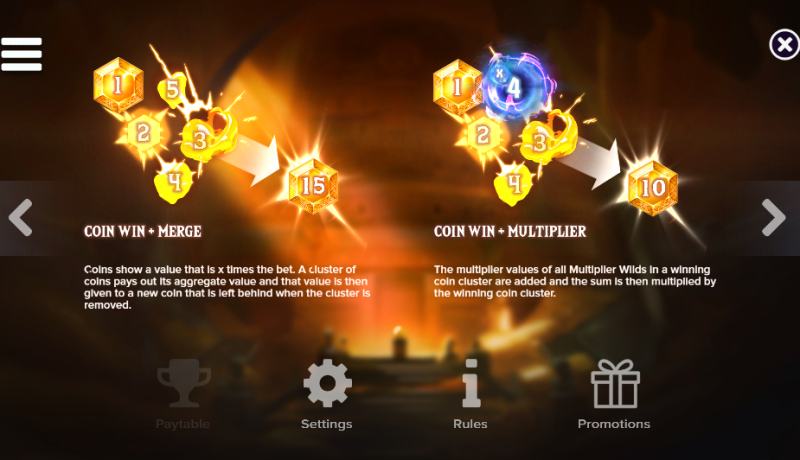 1
5
2
3
4
15
1
x
4
2
3
4
10
COIN WIN + MERGE
Coins show a value that is x times the bet. A cluster of
coins pays out its aggregate value and that value is then
given to a new coin that is left behind when the cluster is
removed.
COIN WIN + MULTIPLIER
The multiplier values of all Multiplier Wilds in a winning
coin cluster are added and the sum is then multiplied by
the winning coin cluster.
Paytable
Settings
Rules
Promotions